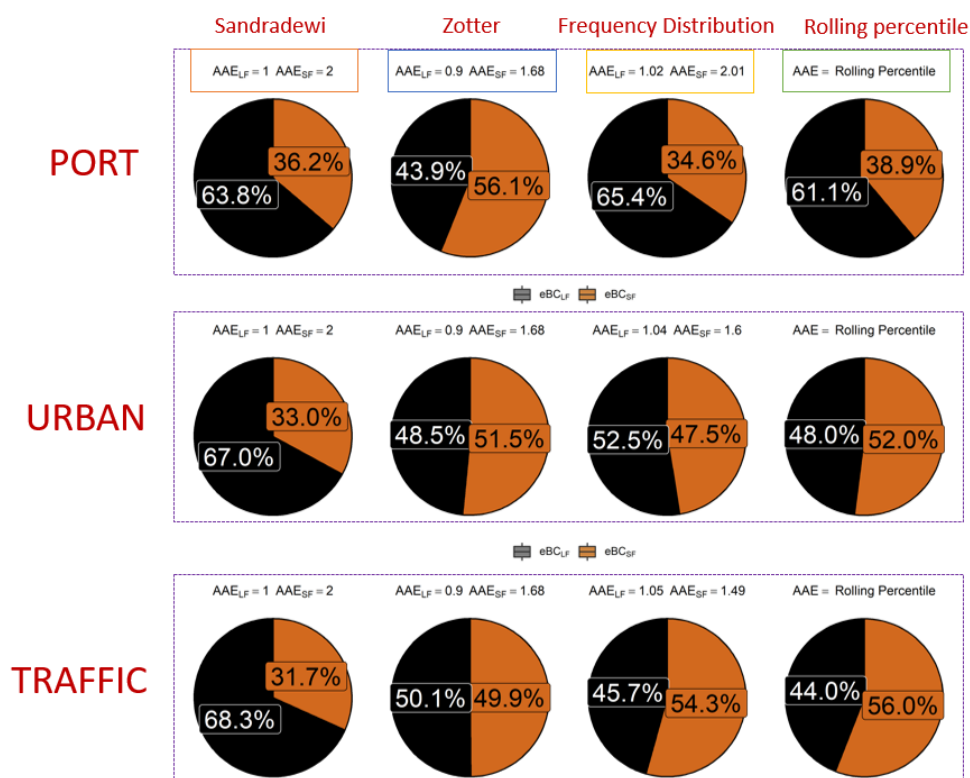 Sandradewi Zotter Frequency Distribution Rolling percentile
AAE_LF = 1 AAE_SF = 2 AAE_LF = 0.9 AAE_SF = 1.68 AAE_LF = 1.02 AAE_SF = 2.01 AAE = Rolling Percentile
PORT
36.2% 63.8% 43.9% 56.1% 34.6% 65.4% 38.9% 61.1%
eBC_LF eBC_SF
AAE_LF = 1 AAE_SF = 2 AAE_LF = 0.9 AAE_SF = 1.68 AAE_LF = 1.04 AAE_SF = 1.6 AAE = Rolling Percentile
URBAN
33.0% 67.0% 48.5% 51.5% 52.5% 47.5% 48.0% 52.0%
eBC_LF eBC_SF
AAE_LF = 1 AAE_SF = 2 AAE_LF = 0.9 AAE_SF = 1.68 AAE_LF = 1.05 AAE_SF = 1.49 AAE = Rolling Percentile
TRAFFIC
31.7% 68.3% 50.1% 49.9% 45.7% 54.3% 44.0% 56.0%